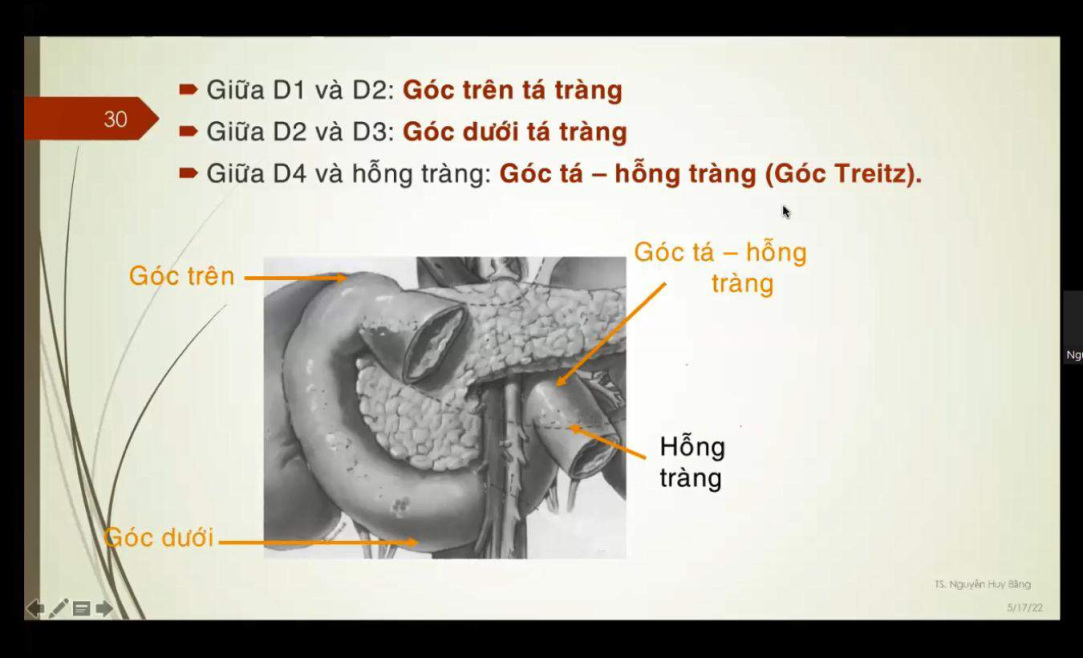 30
Giữa D1 và D2: Góc trên tá tràng
Giữa D2 và D3: Góc dưới tá tràng
Giữa D4 và hỗng tràng: Góc tá – hỗng tràng (Góc Treitz).
Góc trên
Góc tá – hỗng
tràng
Hỗng
tràng
Góc dưới
TS. Nguyễn Huy Bằng
5/17/22